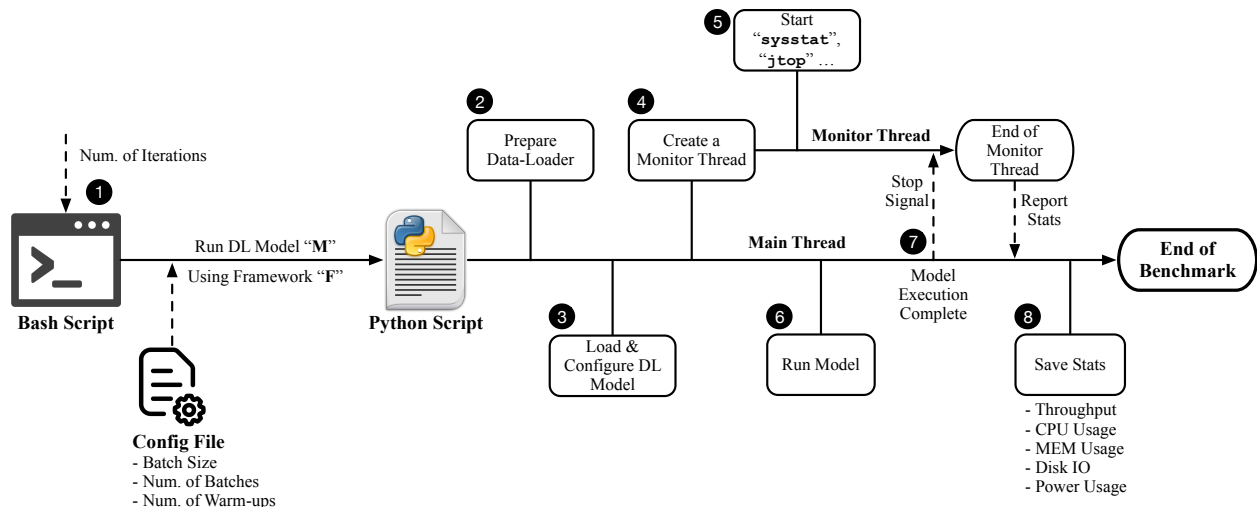 5
Start
“sysstat”,
“jtop” ...
2
Prepare
Data-Loader
4
Create a
Monitor Thread
Monitor Thread
End of
Monitor
Thread
Num. of Iterations
1
Stop
Signal
Report
Stats
Run DL Model “M”
Using Framework “F”
Main Thread
7
End of
Benchmark
>_
Bash Script
Python Script
Model
Execution
Complete
3
Load &
Configure DL
Model
6
Run Model
8
Save Stats
Config File
- Batch Size
- Num. of Batches
- Num. of Warm-ups
- Throughput
- CPU Usage
- MEM Usage
- Disk IO
- Power Usage